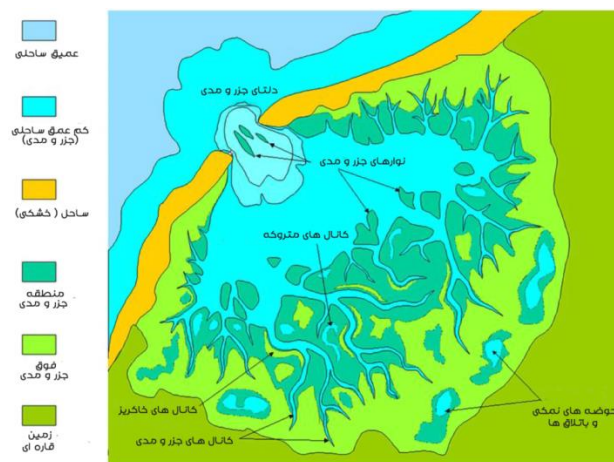 عمیق ساحلی
کم عمق ساحلی
(جزر و مدی)
ساحل ( خشکی)
منطقه
جزر و مدی
فوق
جزر و مدی
زمین
قاره ای
دلتای جزر و مدی
نوارهای جزر و مدی
کانال های متروکه
کانال های خاکریز
کانال های جزر و مدی
حوضه های نمکی
و باتلاق ها